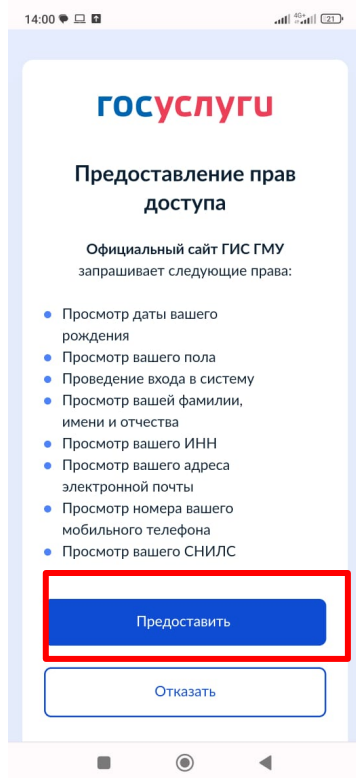 14:00
4G+
21
госуслуги
Предоставление прав
доступа
Официальный сайт ГИС ГМУ
запрашивает следующие права:
Просмотр даты вашего
рождения
Просмотр вашего пола
Проведение входа в систему
Просмотр вашей фамилии,
имени и отчества
Просмотр вашего ИНН
Просмотр вашего адреса
электронной почты
Просмотр номера вашего
мобильного телефона
Просмотр вашего СНИЛС
Предоставить
Отказать